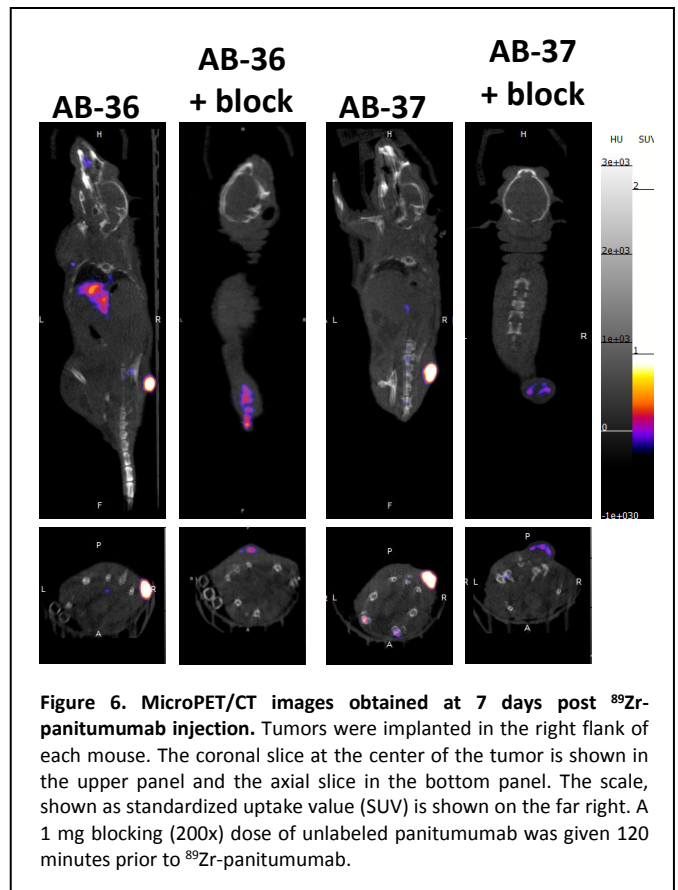 AB-36
AB-36
+ block
AB-37
AB-37
+ block
HU SUV
3e+03
2
2e+03
1e+03
1
0
-1e+030
H
L
R
F
H
H
L
R
F
H
L
R
F
P
L
R
A
P
L
R
A
P
L
R
A
P
L
R
A
Figure 6. MicroPET/CT images obtained at 7 days post ⁸⁹Zr-
panitumumab injection. Tumors were implanted in the right flank of
each mouse. The coronal slice at the center of the tumor is shown in
the upper panel and the axial slice in the bottom panel. The scale,
shown as standardized uptake value (SUV) is shown on the far right. A
1 mg blocking (200x) dose of unlabeled panitumumab was given 120
minutes prior to ⁸⁹Zr-panitumumab.